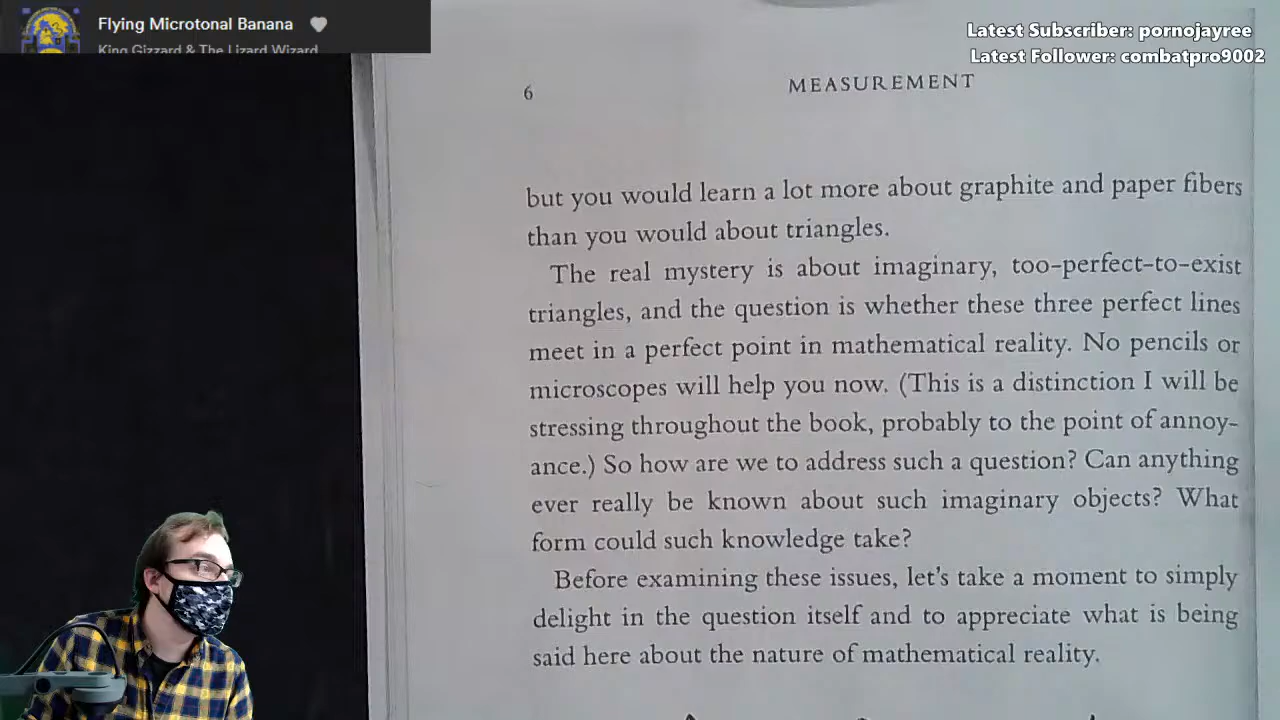 Flying Microtonal Banana
King Gizzard & The Lizard Wizard
Latest Subscriber: pornojayree
Latest Follower: combatpro9002
6
MEASUREMENT
but you would learn a lot more about graphite and paper fibers
than you would about triangles.
The real mystery is about imaginary, too-perfect-to-exist
triangles, and the question is whether these three perfect lines
meet in a perfect point in mathematical reality. No pencils or
microscopes will help you now. (This is a distinction I will be
stressing throughout the book, probably to the point of annoy-
ance.) So how are we to address such a question? Can anything
ever really be known about such imaginary objects? What
form could such knowledge take?
Before examining these issues, let's take a moment to simply
delight in the question itself and to appreciate what is being
said here about the nature of mathematical reality.